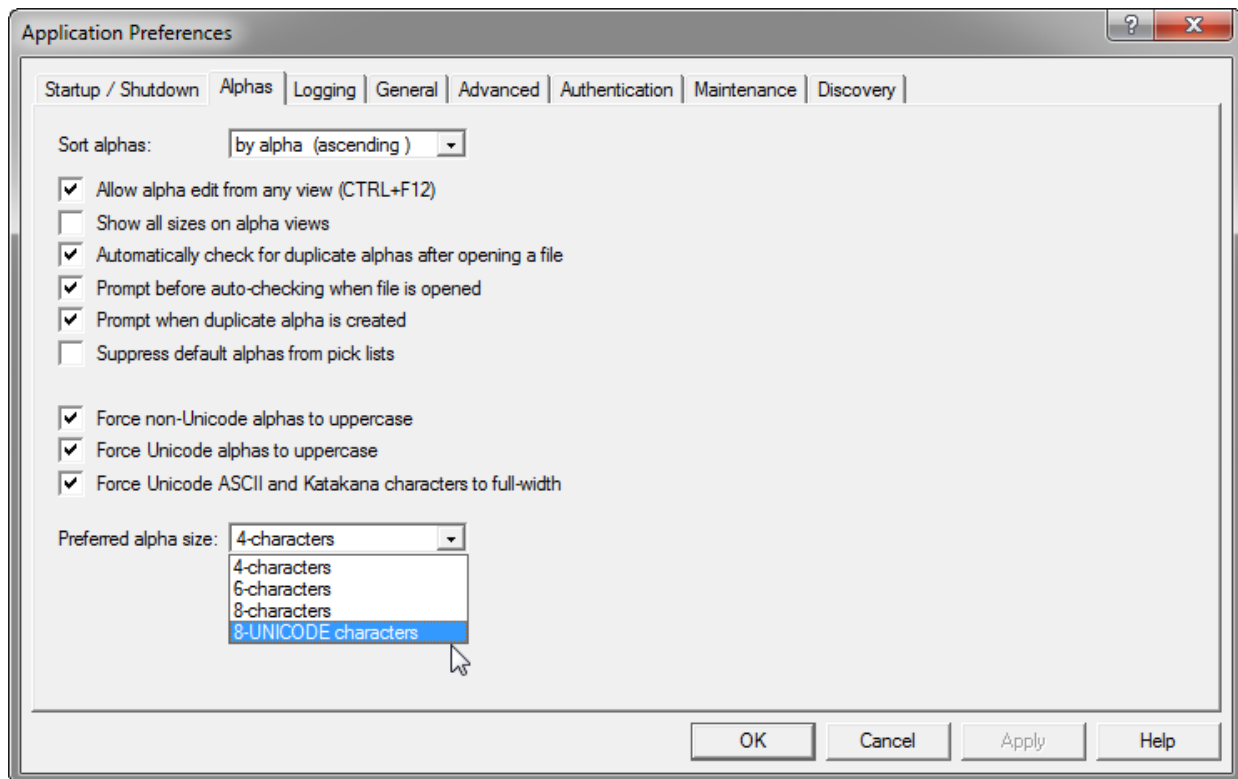 Application Preferences
?
X
Startup / Shutdown Alphas Logging General Advanced Authentication Maintenance Discovery
Sort alphas: by alpha (ascending )
Allow alpha edit from any view (CTRL+F12)
Show all sizes on alpha views
Automatically check for duplicate alphas after opening a file
Prompt before auto-checking when file is opened
Prompt when duplicate alpha is created
Suppress default alphas from pick lists
Force non-Unicode alphas to uppercase
Force Unicode alphas to uppercase
Force Unicode ASCII and Katakana characters to full-width
Preferred alpha size: 4-characters
4-characters
6-characters
8-characters
8-UNICODE characters
OK Cancel Apply Help